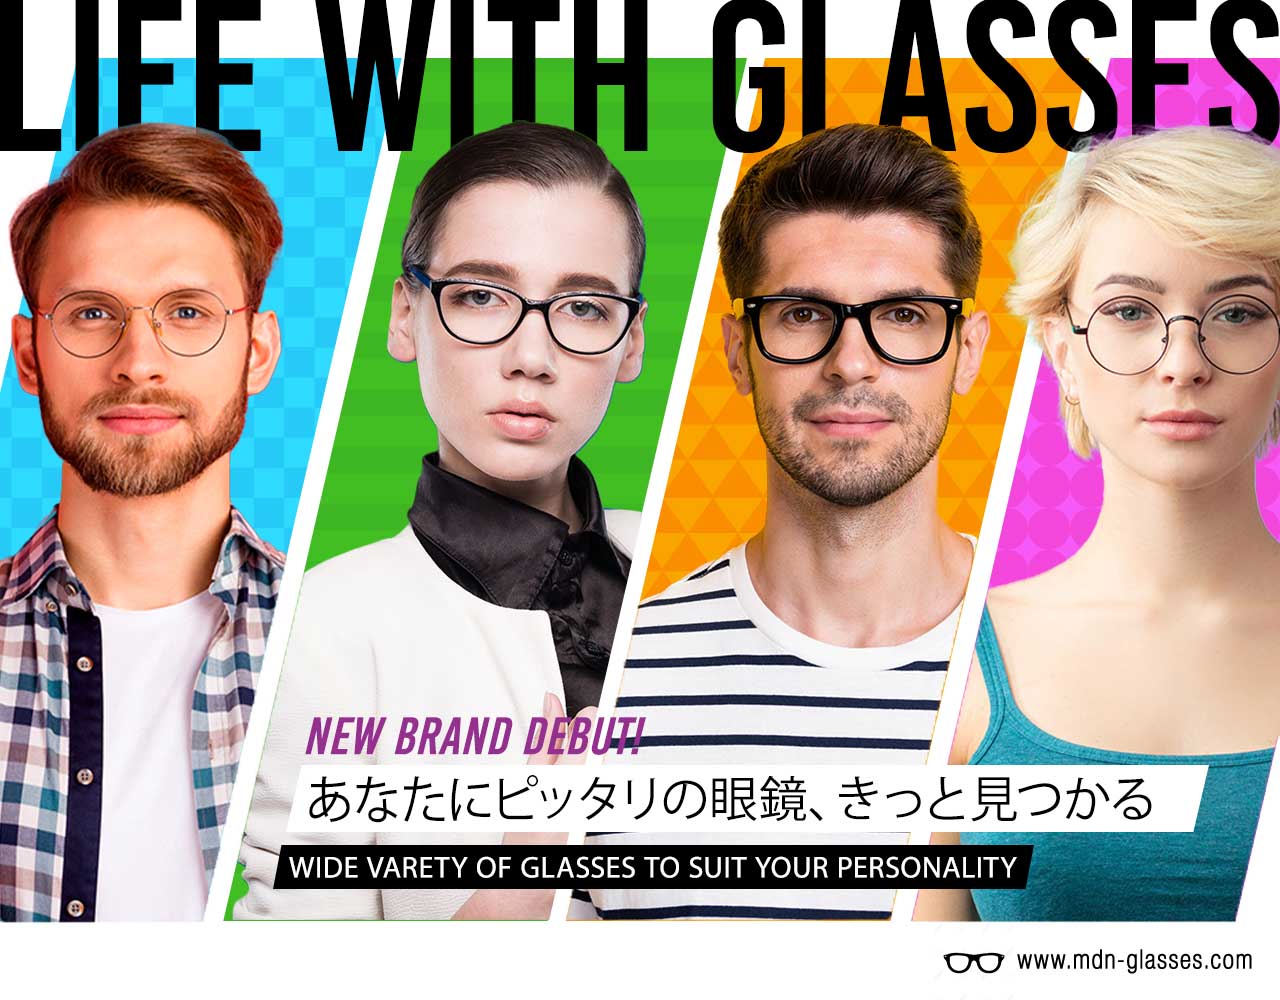 LIFE WITH GLASSES
NEW BRAND DEBUT!
あなたにピッタリの眼鏡、きっと見つかる
WIDE VARETY OF GLASSES TO SUIT YOUR PERSONALITY
www.mdn-glasses.com